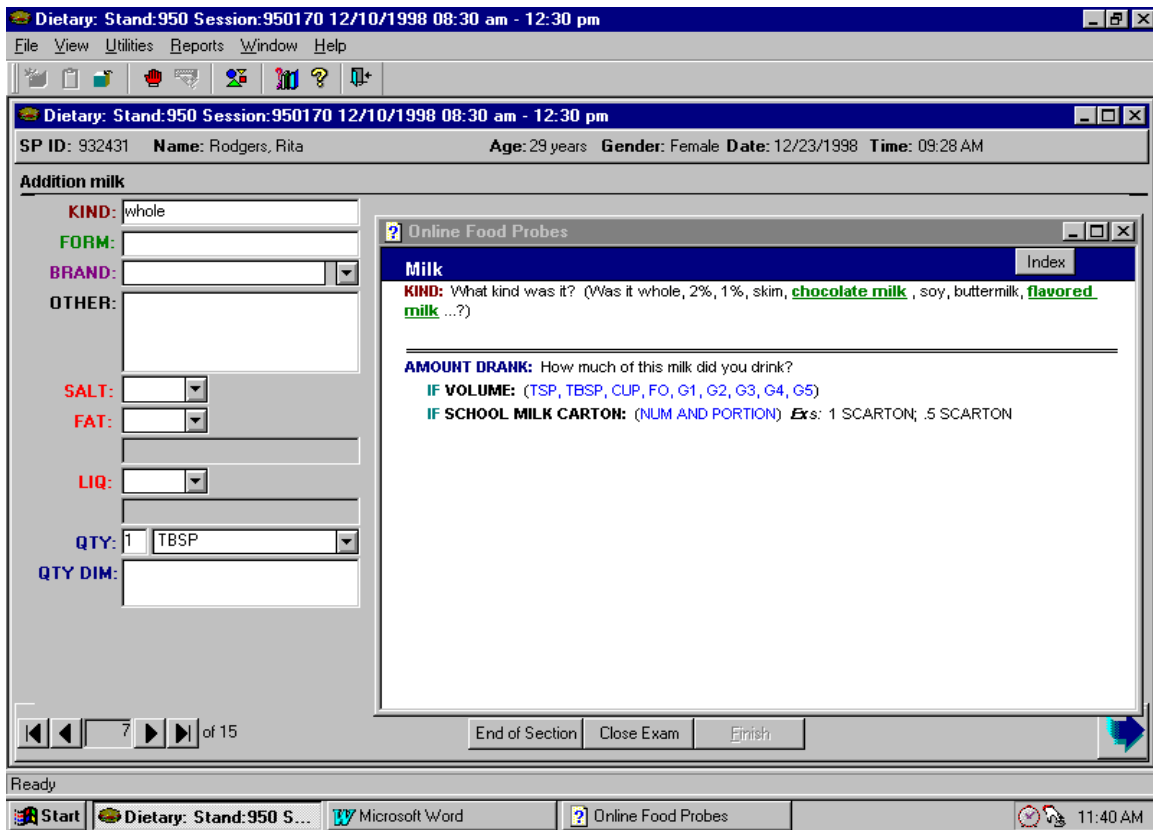 Dietary: Stand:950 Session:950170 12/10/1998 08:30 am - 12:30 pm
File View Utilities Reports Window Help
Dietary: Stand:950 Session:950170 12/10/1998 08:30 am - 12:30 pm
SP ID: 932431 Name: Rodgers, Rita Age: 29 years Gender: Female Date: 12/23/1998 Time: 09:28 AM
Addition milk
KIND: whole
FORM:
BRAND:
OTHER:
SALT:
FAT:
LIQ:
QTY: 1 TBSP
QTY DIM:
Online Food Probes
Index
Milk
KIND: What kind was it? (Was it whole, 2%, 1%, skim, chocolate milk , soy, buttermilk, flavored
milk ...?)
AMOUNT DRANK: How much of this milk did you drink?
IF VOLUME: (TSP, TBSP, CUP, FO, G1, G2, G3, G4, G5)
IF SCHOOL MILK CARTON: (NUM AND PORTION) Exs: 1 SCARTON; .5 SCARTON
7 of 15
End of Section Close Exam Finish
Ready
Start Dietary: Stand:950 S... Microsoft Word Online Food Probes 11:40 AM